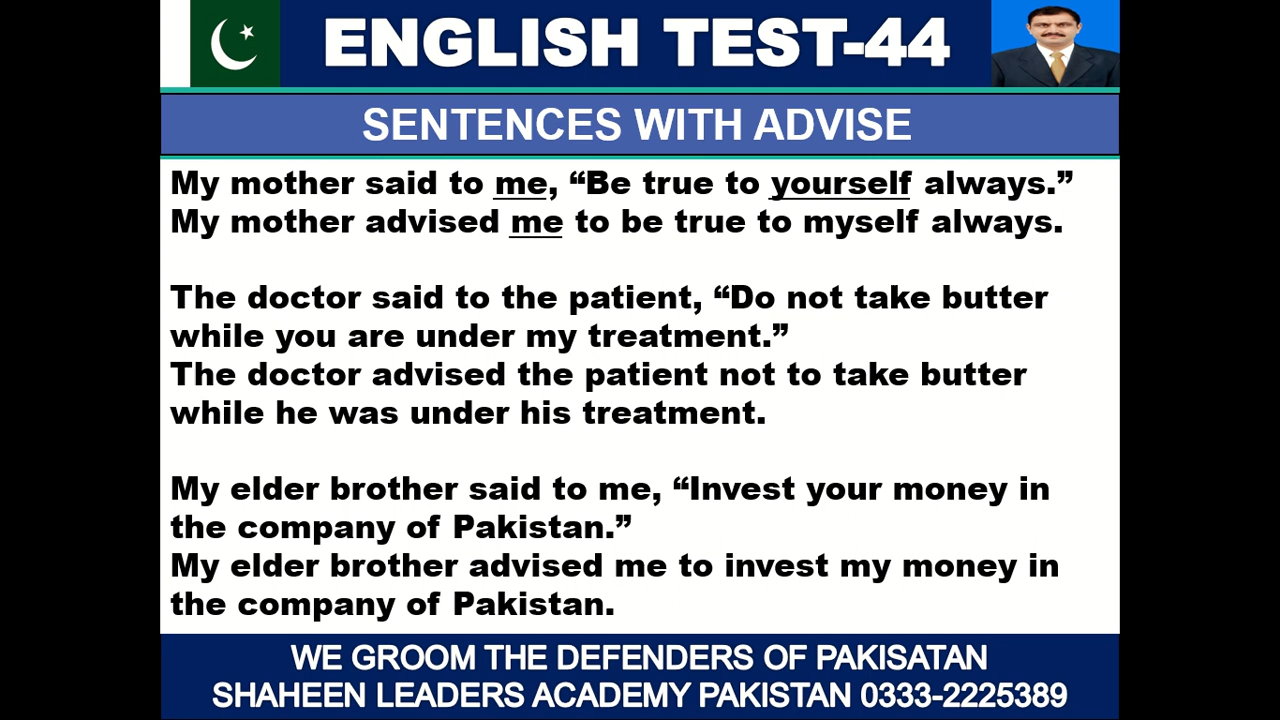 ENGLISH TEST-44
SENTENCES WITH ADVISE
My mother said to me, “Be true to yourself always.”
My mother advised me to be true to myself always.
The doctor said to the patient, “Do not take butter
while you are under my treatment.”
The doctor advised the patient not to take butter
while he was under his treatment.
My elder brother said to me, “Invest your money in
the company of Pakistan.”
My elder brother advised me to invest my money in
the company of Pakistan.
WE GROOM THE DEFENDERS OF PAKISATAN
SHAHEEN LEADERS ACADEMY PAKISTAN 0333-2225389